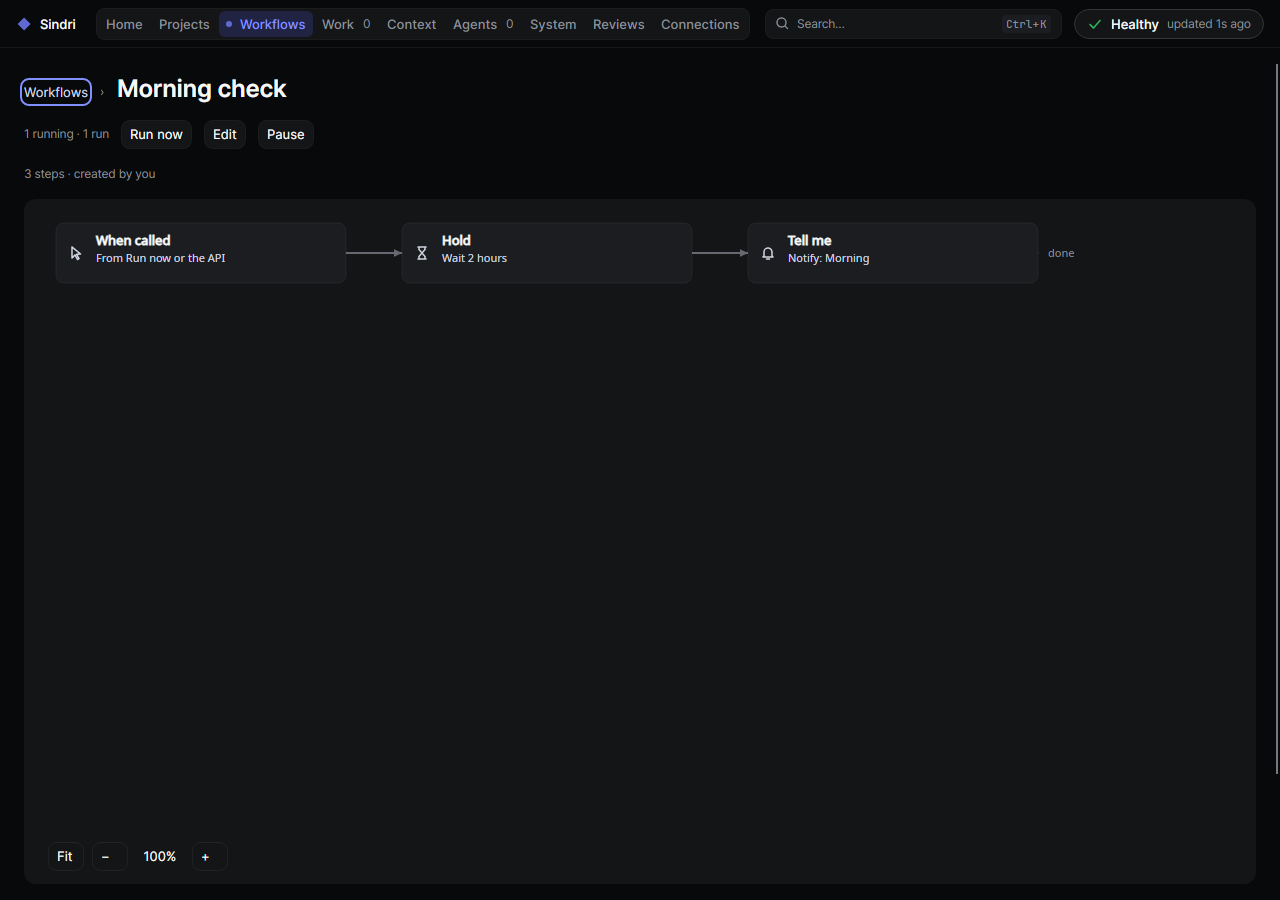 Sindri Home Projects Workflows Work 0 Context Agents 0 System Reviews Connections Search... Ctrl+K Healthy updated 1s ago
Workflows › Morning check
1 running · 1 run Run now Edit Pause
3 steps · created by you
When called
From Run now or the API
Hold
Wait 2 hours
Tell me
Notify: Morning
done
Fit − 100% +